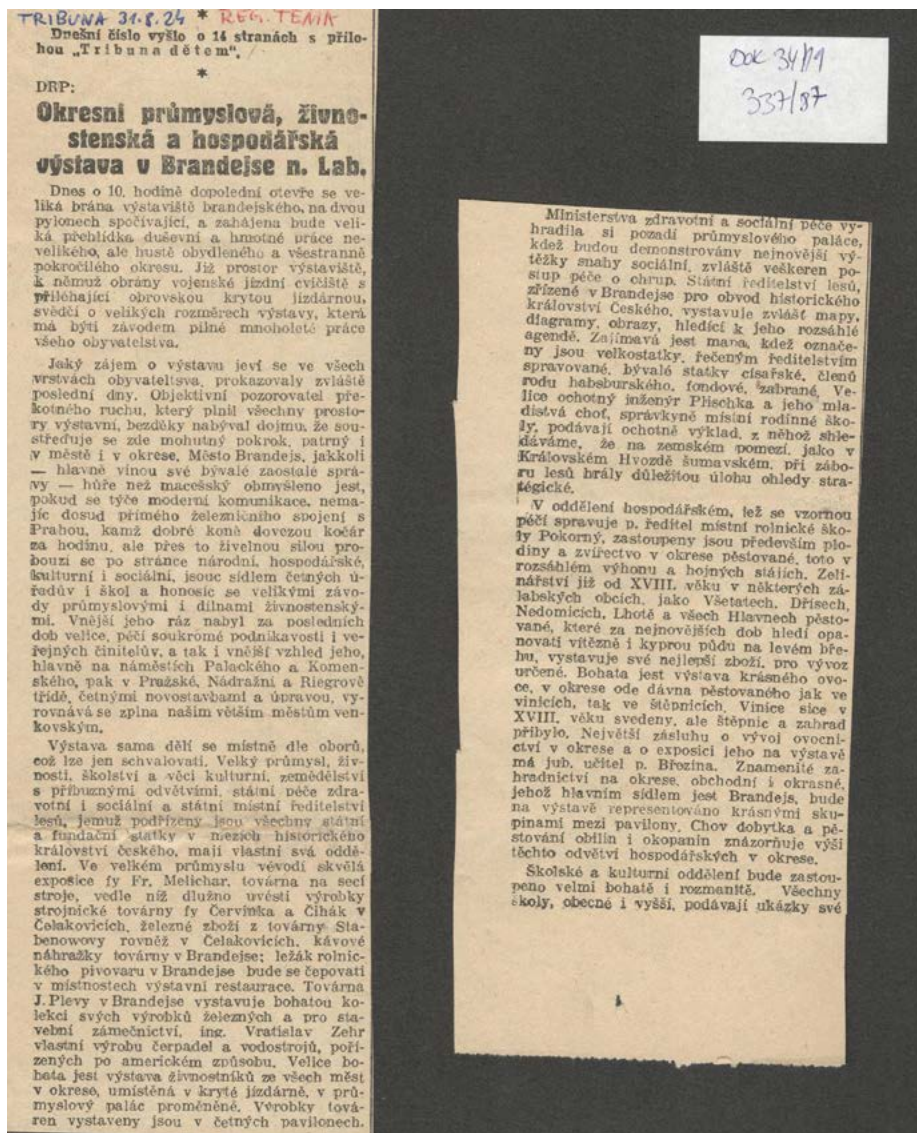 TRIBUNA 31.8.24 * REG. TEMA
Dnešní číslo vyšlo o 14 stranách s přílo-
hou „Tribuna dětem“.
*
DRP:
Okresní průmyslová, živno-
stenská a hospodářská
výstava v Brandejse n. Lab.
Dnes o 10. hodině dopolední otevře se ve-
liká brána výstaviště brandejského, na dvou
pylonech spočívající, a zahájena bude veli-
ká přehlídka duševní a hmotné práce ne-
velikého, ale hustě obydleného a všestranně
pokročilého okresu. Již prostor výstaviště,
k němuž obrány vojenské jízdní cvičiště s
přiléhající obrovskou krytou jízdárnou,
svědčí o velikých rozměrech výstavy, která
má býti závodem pilné mnoholeté práce
všeho obyvatelstva.
Jaký zájem o výstavu jeví se ve všech
vrstvách obyvatelsva, prokazovaly zvláště
poslední dny. Objektivní pozorovatel pře-
kotného ruchu, který plnil všechny prosto-
ry výstavní, bezděky nabýval dojmu, že sou-
střeďuje se zde mohutný pokrok, patrný i
v městě i v okrese. Město Brandejs, jakkoli
— hlavně vinou své bývalé zaostalé sprá-
vy — hůře než macešský obmyšleno jest,
pokud se týče moderní komunikace, nema-
jíc dosud přímého železničního spojení s
Prahou, kamž dobré koně dovezou kočár
za hodinu, ale přes to živelnou silou pro-
bouzí se po stránce národní, hospodářské,
kulturní i sociální, jsouc sídlem četných ú-
řadův i škol a honosíc se velikými závo-
dy průmyslovými i dílnami živnostenský-
mi. Vnější jeho ráz nabyl za posledních
dob velice, péčí soukromé podnikavosti i ve-
řejných činitelův, a tak i vnější vzhled jeho,
hlavně na náměstích Palackého a Komen-
ského, pak v Pražské, Nádražní a Riegrově
třídě, četnými novostavbami a úpravou, vy-
rovnává se zplna našim větším městům ven-
kovským.
Výstava sama dělí se místně dle oborů,
což lze jen schvalovati. Velký průmysl, živ-
nosti, školství a věci kulturní, zemědělství
s příbuznými odvětvími, státní péče zdra-
votní i sociální a státní místní ředitelství
lesů, jemuž podřízeny jsou všechny státní
a fundační statky v mezích historického
království českého, mají vlastní svá oddě-
lení. Ve velkém průmyslu vévodí skvělá
exposice fy Fr. Melichar, továrna na secí
stroje, vedle níž dlužno uvésti výrobky
strojnické továrny fy Červinka a Čihák v
Čelakovicích, železné zboží z továrny Sta-
benowovy rovněž v Čelakovicích, kávové
náhražky továrny v Brandejse; ležák rolnic-
kého pivovaru v Brandejse bude se čepovati
v místnostech výstavní restaurace. Továrna
J. Plevy v Brandejse vystavuje bohatou ko-
lekci svých výrobků železných a pro sta-
vební zámečnictví, ing. Vratislav Zehr
vlastní výrobu čerpadel a vodostrojů, poří-
zených po americkém způsobu. Velice bo-
hata jest výstava živnostníků ze všech měst
v okrese, umístěná v kryté jízdárně, v prů-
myslový palác proměněné. Výrobky tová-
ren vystaveny jsou v četných pavilonech.
Dok 34/19
337/87
Ministerstva zdravotní a sociální péče vy-
hradila si pozadí průmyslového paláce,
kdež budou demonstrovány nejnovější vý-
těžky snahy sociální, zvláště veškeren po-
stup péče o chrup. Státní ředitelství lesů,
zřízené v Brandejse pro obvod historického
království Českého, vystavuje zvlášť mapy,
diagramy, obrazy, hledící k jeho rozsáhlé
agendě. Zajímavá jest mapa, kdež označe-
ny jsou velkostatky, řečeným ředitelstvím
spravované, bývalé statky císařské, členů
rodu habsburského, fondové, zabrané. Ve-
lice ochotný inženýr Plischka a jeho mla-
distvá choť, správkyně místní rodinné ško-
ly, podávají ochotně výklad, z něhož shle-
dáváme, že na zemském pomezí, jako v
Královském Hvozdě šumavském, při zábo-
ru lesů hrály důležitou úlohu ohledy stra-
tégické.
V oddělení hospodářském, jež se vzornou
péčí spravuje p. ředitel místní rolnické ško-
ly Pokorný, zastoupeny jsou především plo-
diny a zvířectvo v okrese pěstované, toto v
rozsáhlém výhonu a hojných stájích. Zeli-
nářství již od XVIII. věku v některých zá-
labských obcích, jako Všetatech, Dřísech,
Nedomicích, Lhotě a všech Hlavnech pěsto-
vané, které za nejnovějších dob hledí opa-
novati vítězně i kyprou půdu na levém bře-
hu, vystavuje své nejlepší zboží, pro vývoz
určené. Bohata jest výstava krásného ovo-
ce, v okrese ode dávna pěstovaného jak ve
vinicích, tak ve štěpnicích. Vinice sice v
XVIII. věku svedeny, ale štěpnic a zahrad
přibylo. Největší zásluhu o vývoj ovocni-
ctví v okrese a o exposici jeho na výstavě
má jub. učitel p. Březina. Znamenité za-
hradnictví na okrese, obchodní i okrasné,
jehož hlavním sídlem jest Brandejs, bude
na výstavě representováno krásnými sku-
pinami mezi pavilony. Chov dobytka a pě-
stování obilin i okopanin znázorňuje výši
těchto odvětví hospodářských v okrese.
Školské a kulturní oddělení bude zastou-
peno velmi bohatě i rozmanitě. Všechny
školy, obecné i vyšší, podávají ukázky své